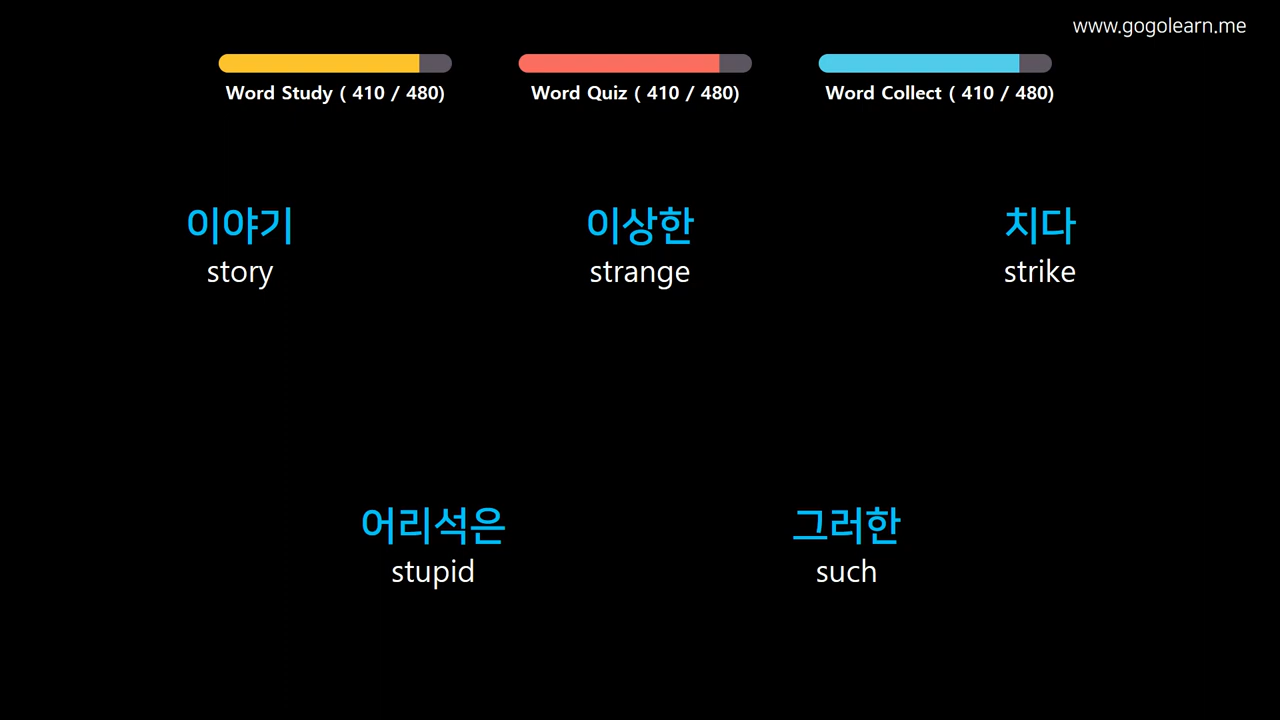 www.gogolearn.me
Word Study ( 410 / 480)
Word Quiz ( 410 / 480)
Word Collect ( 410 / 480)
이야기
story
이상한
strange
치다
strike
어리석은
stupid
그러한
such